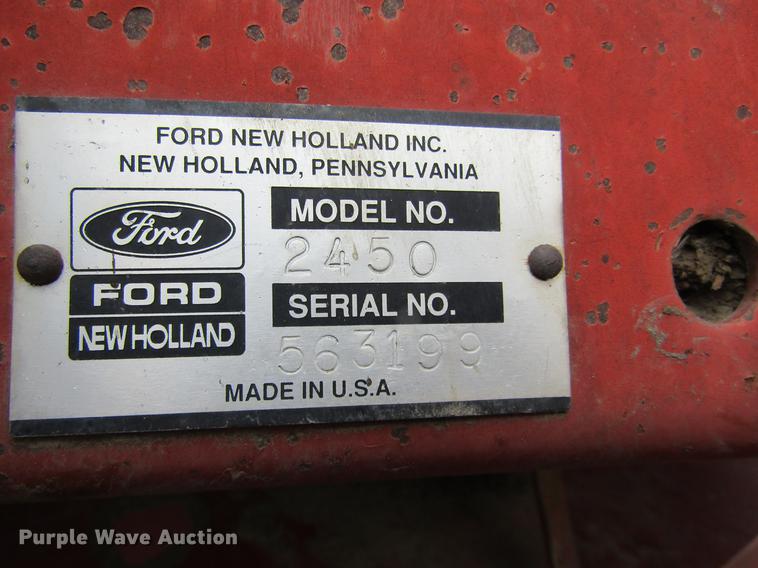 FORD NEW HOLLAND INC.
NEW HOLLAND, PENNSYLVANIA
Ford
FORD
NEW HOLLAND
MODEL NO.
2450
SERIAL NO.
563199
MADE IN U.S.A.
Purple Wave Auction